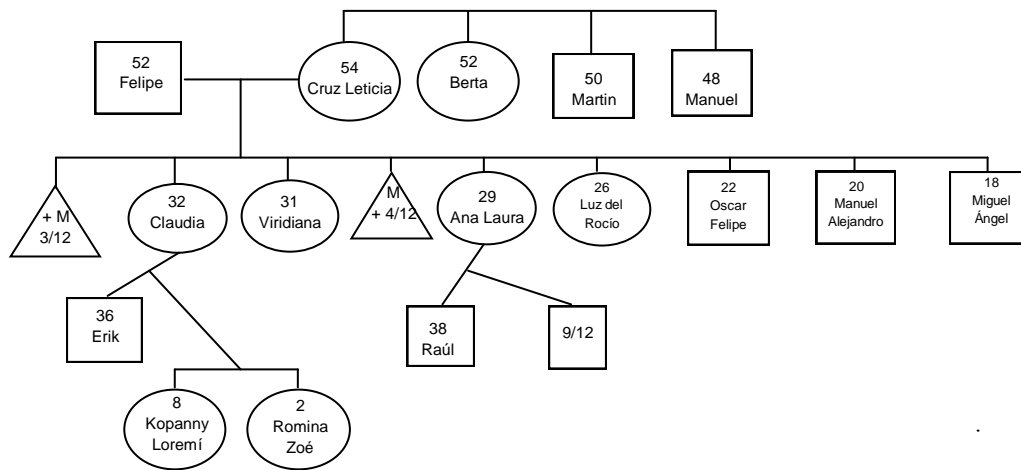 52
Felipe
54
Cruz Leticia
52
Berta
50
Martin
48
Manuel
+ M
3/12
32
Claudia
31
Viridiana
M
+ 4/12
29
Ana Laura
26
Luz del
Rocío
22
Oscar
Felipe
20
Manuel
Alejandro
18
Miguel
Ángel
36
Erik
38
Raúl
9/12
8
Kopanny
Loremí
2
Romina
Zoé
.